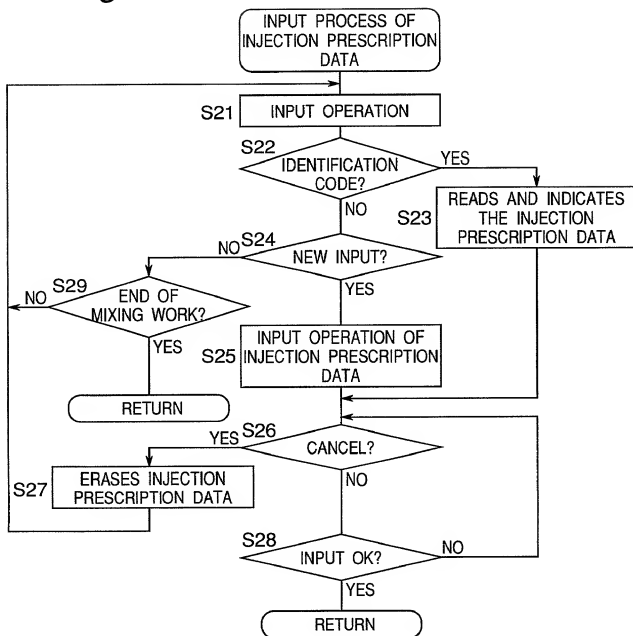 INPUT PROCESS OF
INJECTION PRESCRIPTION
DATA
S21
INPUT OPERATION
S22
IDENTIFICATION
CODE?
YES
NO
S23
READS AND INDICATES
THE INJECTION
PRESCRIPTION DATA
S24
NO
NEW INPUT?
YES
S29
NO
END OF
MIXING WORK?
YES
RETURN
S25
INPUT OPERATION OF
INJECTION PRESCRIPTION
DATA
S26
YES
CANCEL?
NO
S27
ERASES INJECTION
PRESCRIPTION DATA
S28
INPUT OK?
NO
YES
RETURN